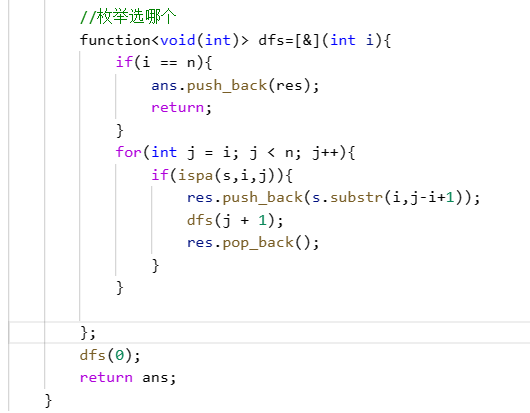 //枚举选哪个
function<void(int)> dfs=[&](int i){
if(i == n){
ans.push_back(res);
return;
}
for(int j = i; j < n; j++){
if(ispa(s,i,j)){
res.push_back(s.substr(i,j-i+1));
dfs(j + 1);
res.pop_back();
}
}
};
dfs(0);
return ans;
}